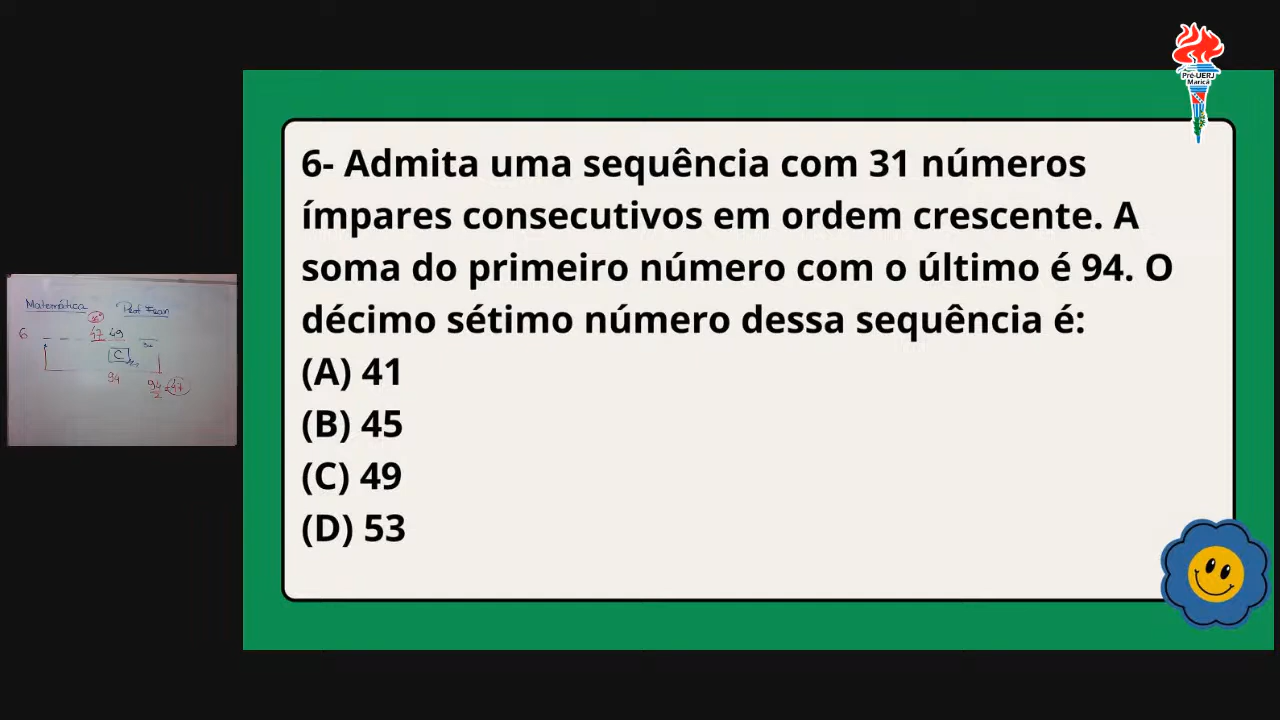 Pré-UERJ
Maricá
6- Admita uma sequência com 31 números
ímpares consecutivos em ordem crescente. A
soma do primeiro número com o último é 94. O
décimo sétimo número dessa sequência é:
(A) 41
(B) 45
(C) 49
(D) 53
Matemática Prof Fran
6 47 49
C
94 94/2 = 47